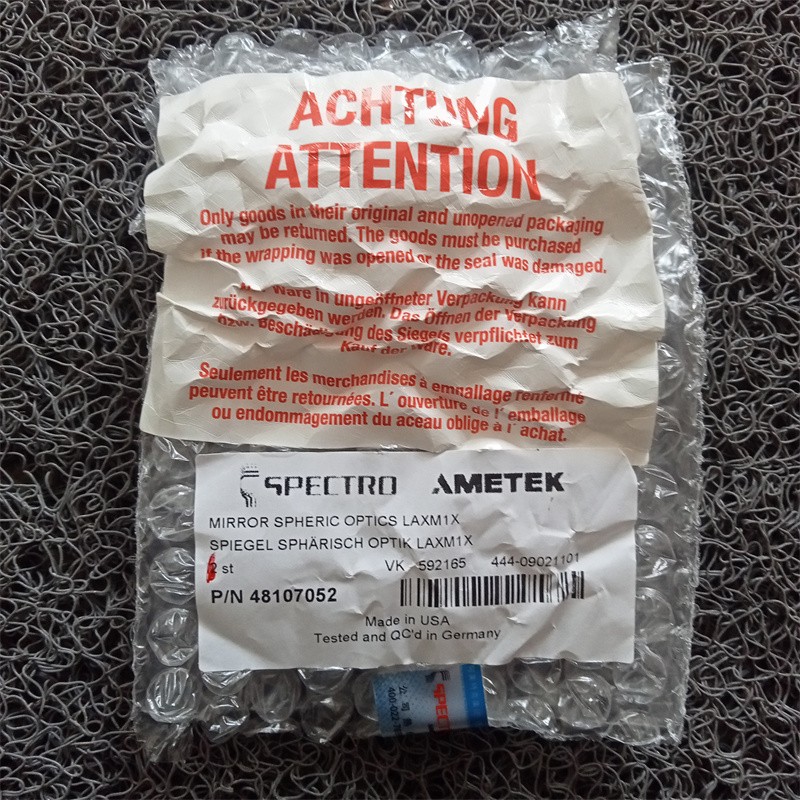 ACHTUNG
ATTENTION
Only goods in their original and unopened packaging
may be returned. The goods must be purchased
if the wrapping was opened or the seal was damaged.
ware in ungeöffneter Verpackung kann
zurückgegeben werden. Das Öffnen der Verpackung
bzw. Beschädigung des Siegels verpflichtet zum
Kauf der Ware.
Seulement les merchandises à emnallage renfermé
peuvent être retournées. L' ouverture de l' emballage
ou endommagement du aceau oblige à l' achat.
SPECTRO AMETEK
MIRROR SPHERIC OPTICS LAXM1X
SPIEGEL SPHÄRISCH OPTIK LAXM1X
st VK 592165 444-09021101
P/N 48107052
Made in USA
Tested and QC'd in Germany
SPECTRO
公司